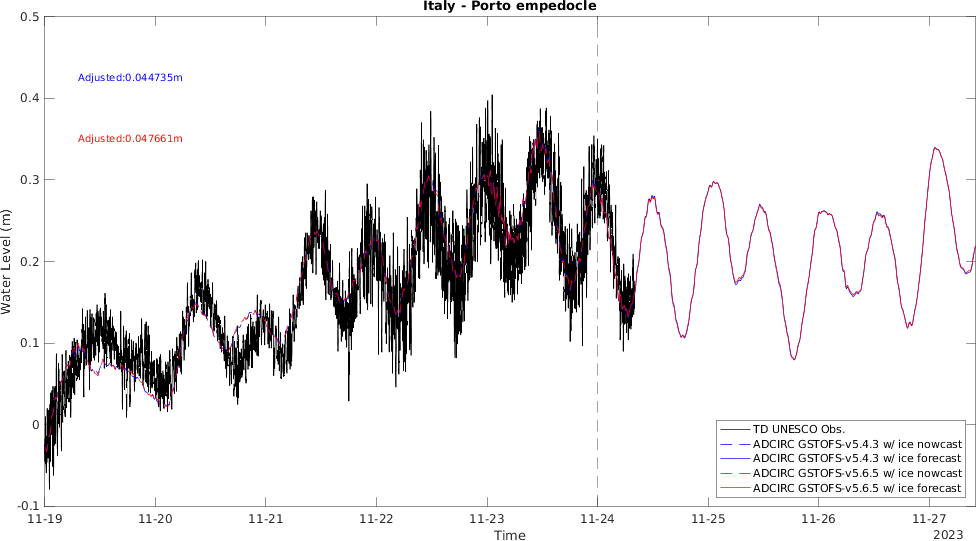 Italy - Porto empedocle
0.5
Adjusted:0.044735m
0.4
Adjusted:0.047661m
0.3
Water Level (m)
0.2
0.1
0
-0.1
TD UNESCO Obs.
ADCIRC GSTOFS-v5.4.3 w/ ice nowcast
ADCIRC GSTOFS-v5.4.3 w/ ice forecast
ADCIRC GSTOFS-v5.6.5 w/ ice nowcast
ADCIRC GSTOFS-v5.6.5 w/ ice forecast
11-19 11-20 11-21 11-22 11-23 11-24 11-25 11-26 11-27
Time
2023